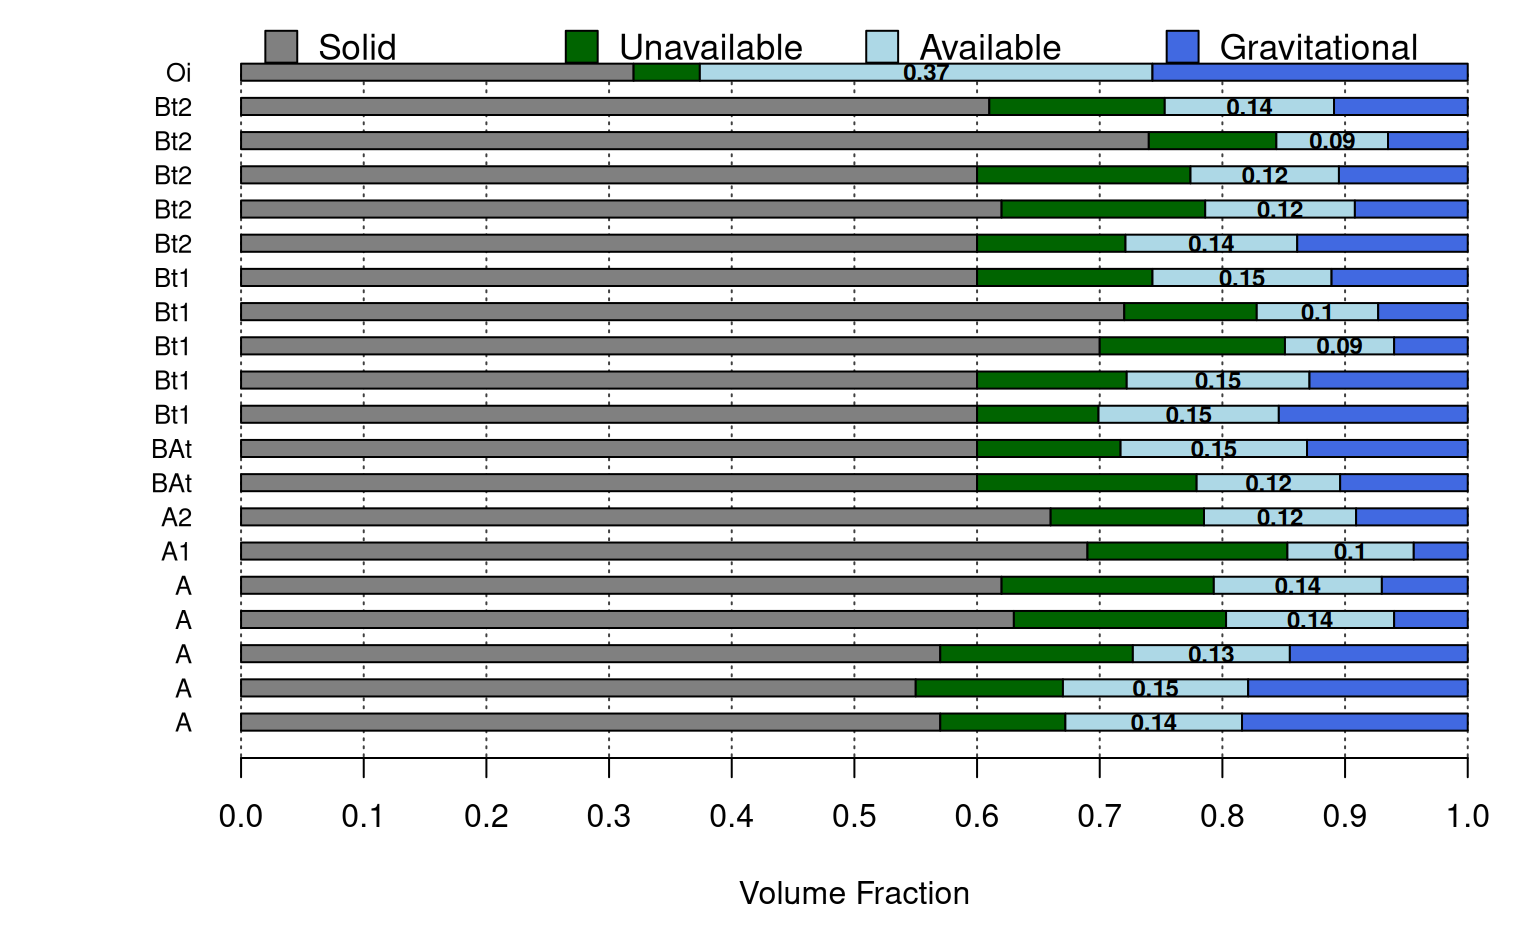 Solid Unavailable Available Gravitational
Oi 0.37
Bt2 0.14
Bt2 0.09
Bt2 0.12
Bt2 0.12
Bt2 0.14
Bt1 0.15
Bt1 0.1
Bt1 0.09
Bt1 0.15
Bt1 0.15
BAt 0.15
BAt 0.12
A2 0.12
A1 0.1
A 0.14
A 0.14
A 0.13
A 0.15
A 0.14
0.0 0.1 0.2 0.3 0.4 0.5 0.6 0.7 0.8 0.9 1.0
Volume Fraction